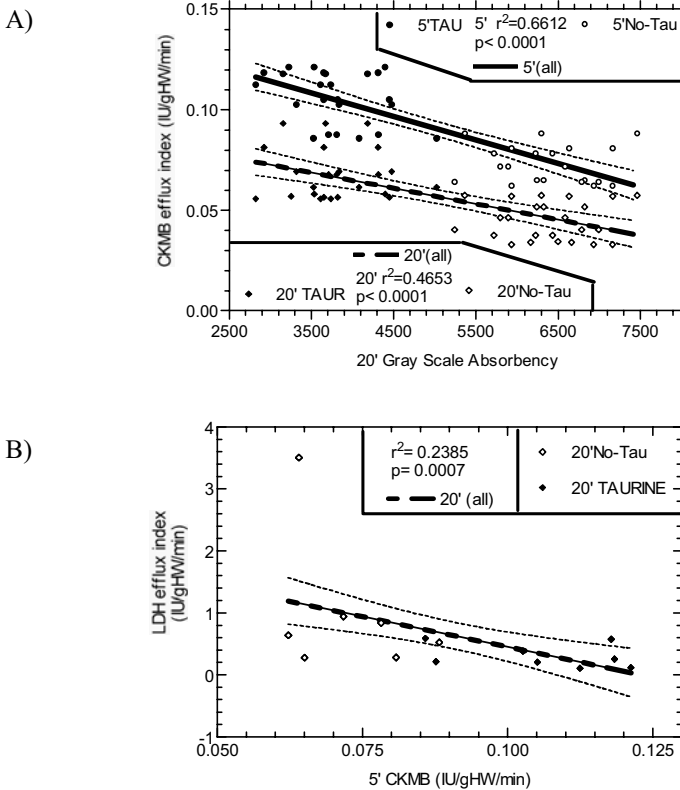 A)
0.15
0.10
0.05
0.00
CKMB efflux index (IU/gHW/min)
5'TAU 5' r²=0.6612 5'No-Tau
p< 0.0001
5'(all)
20'(all)
20' r²=0.4653
20' TAUR p< 0.0001 20'No-Tau
2500 3500 4500 5500 6500 7500
20' Gray Scale Absorbency
B)
4
3
2
1
0
-1
LDH efflux index
(IU/gHW/min)
r²= 0.2385
p= 0.0007
20' (all)
20'No-Tau
20' TAURINE
0.050 0.075 0.100 0.125
5' CKMB (IU/gHW/min)